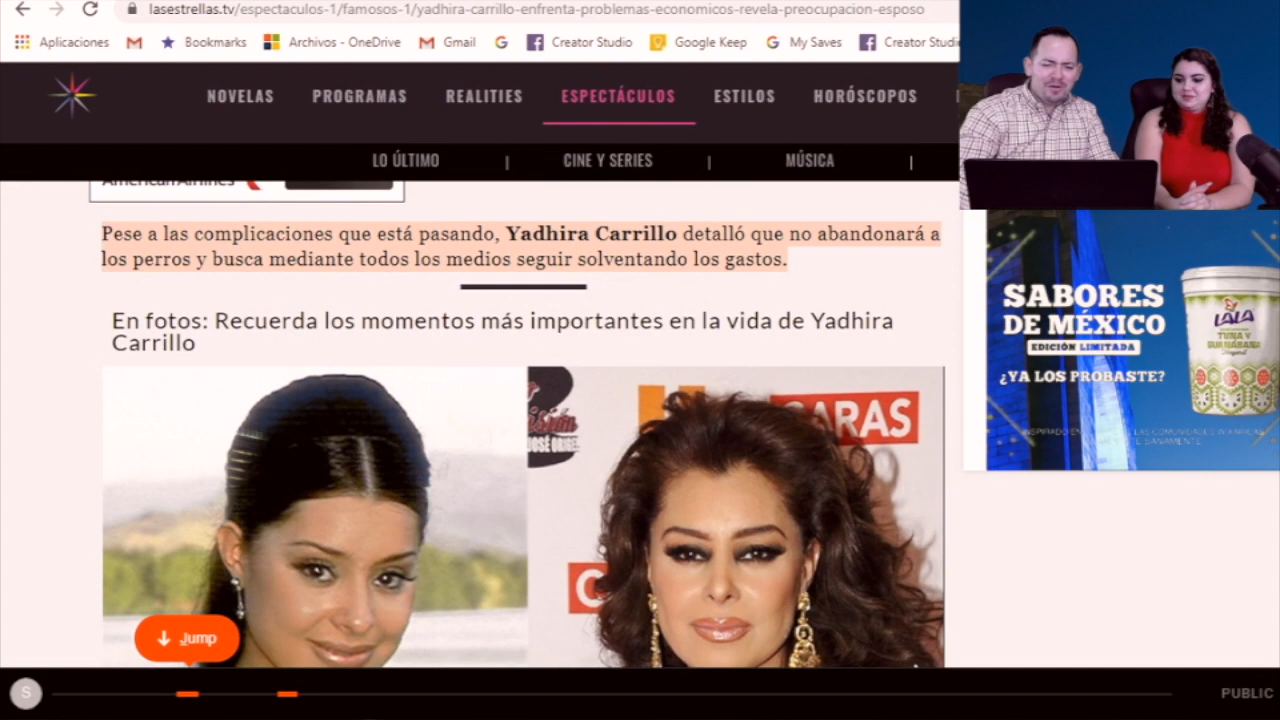 lasestrellas.tv/espectaculos-1/famosos-1/yadhira-carrillo-enfrenta-problemas-economicos-revela-preocupacion-esposo
Aplicaciones Bookmarks Archivos - OneDrive Gmail Creator Studio Google Keep My Saves Creator Studi
NOVELAS PROGRAMAS REALITIES ESPECTÁCULOS ESTILOS HORÓSCOPOS
LO ÚLTIMO | CINE Y SERIES | MÚSICA |
AmericanAirlines
Pese a las complicaciones que está pasando, Yadhira Carrillo detalló que no abandonará a
los perros y busca mediante todos los medios seguir solventando los gastos.
En fotos: Recuerda los momentos más importantes en la vida de Yadhira
Carrillo
SABORES
DE MÉXICO
EDICIÓN LIMITADA
¿YA LOS PROBASTE?
LALA
TUNA Y
GUANÁBANA
CARAS
Jump
S
PUBLIC